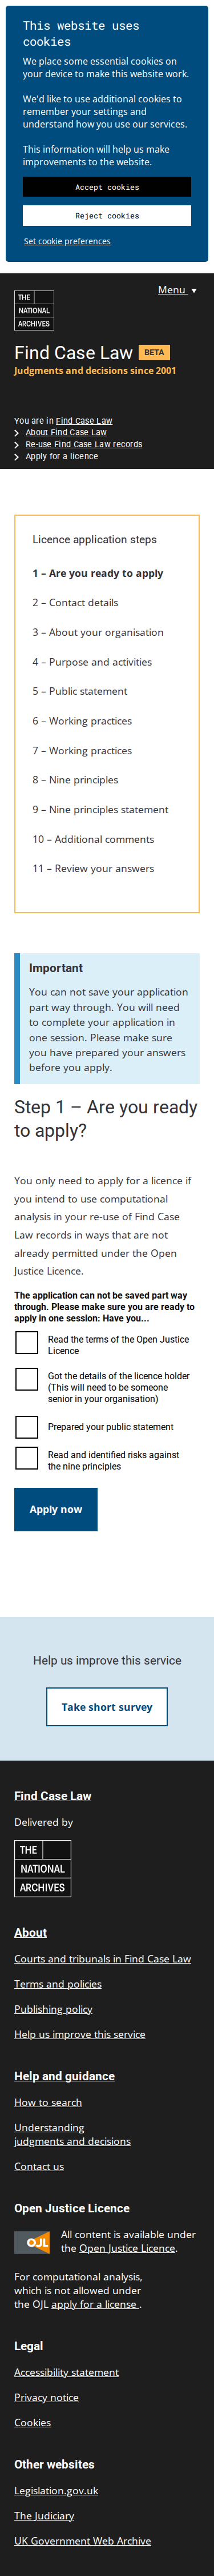 This website uses
cookies
We place some essential cookies on
your device to make this website work.
We'd like to use additional cookies to
remember your settings and
understand how you use our services.
This information will help us make
improvements to the website.
Accept cookies
Reject cookies
Set cookie preferences
Menu
THE
NATIONAL
ARCHIVES
Find Case Law BETA
Judgments and decisions since 2001
You are in Find Case Law
About Find Case Law
Re-use Find Case Law records
Apply for a licence
Licence application steps
1 – Are you ready to apply
2 – Contact details
3 – About your organisation
4 – Purpose and activities
5 – Public statement
6 – Working practices
7 – Working practices
8 – Nine principles
9 – Nine principles statement
10 – Additional comments
11 – Review your answers
Important
You can not save your application
part way through. You will need
to complete your application in
one session. Please make sure
you have prepared your answers
before you apply.
Step 1 – Are you ready
to apply?
You only need to apply for a licence if
you intend to use computational
analysis in your re-use of Find Case
Law records in ways that are not
already permitted under the Open
Justice Licence.
The application can not be saved part way
through. Please make sure you are ready to
apply in one session: Have you...
Read the terms of the Open Justice
Licence
Got the details of the licence holder
(This will need to be someone
senior in your organisation)
Prepared your public statement
Read and identified risks against
the nine principles
Apply now
Help us improve this service
Take short survey
Find Case Law
Delivered by
THE
NATIONAL
ARCHIVES
About
Courts and tribunals in Find Case Law
Terms and policies
Publishing policy
Help us improve this service
Help and guidance
How to search
Understanding
judgments and decisions
Contact us
Open Justice Licence
OJL
All content is available under
the Open Justice Licence.
For computational analysis,
which is not allowed under
the OJL apply for a license .
Legal
Accessibility statement
Privacy notice
Cookies
Other websites
Legislation.gov.uk
The Judiciary
UK Government Web Archive